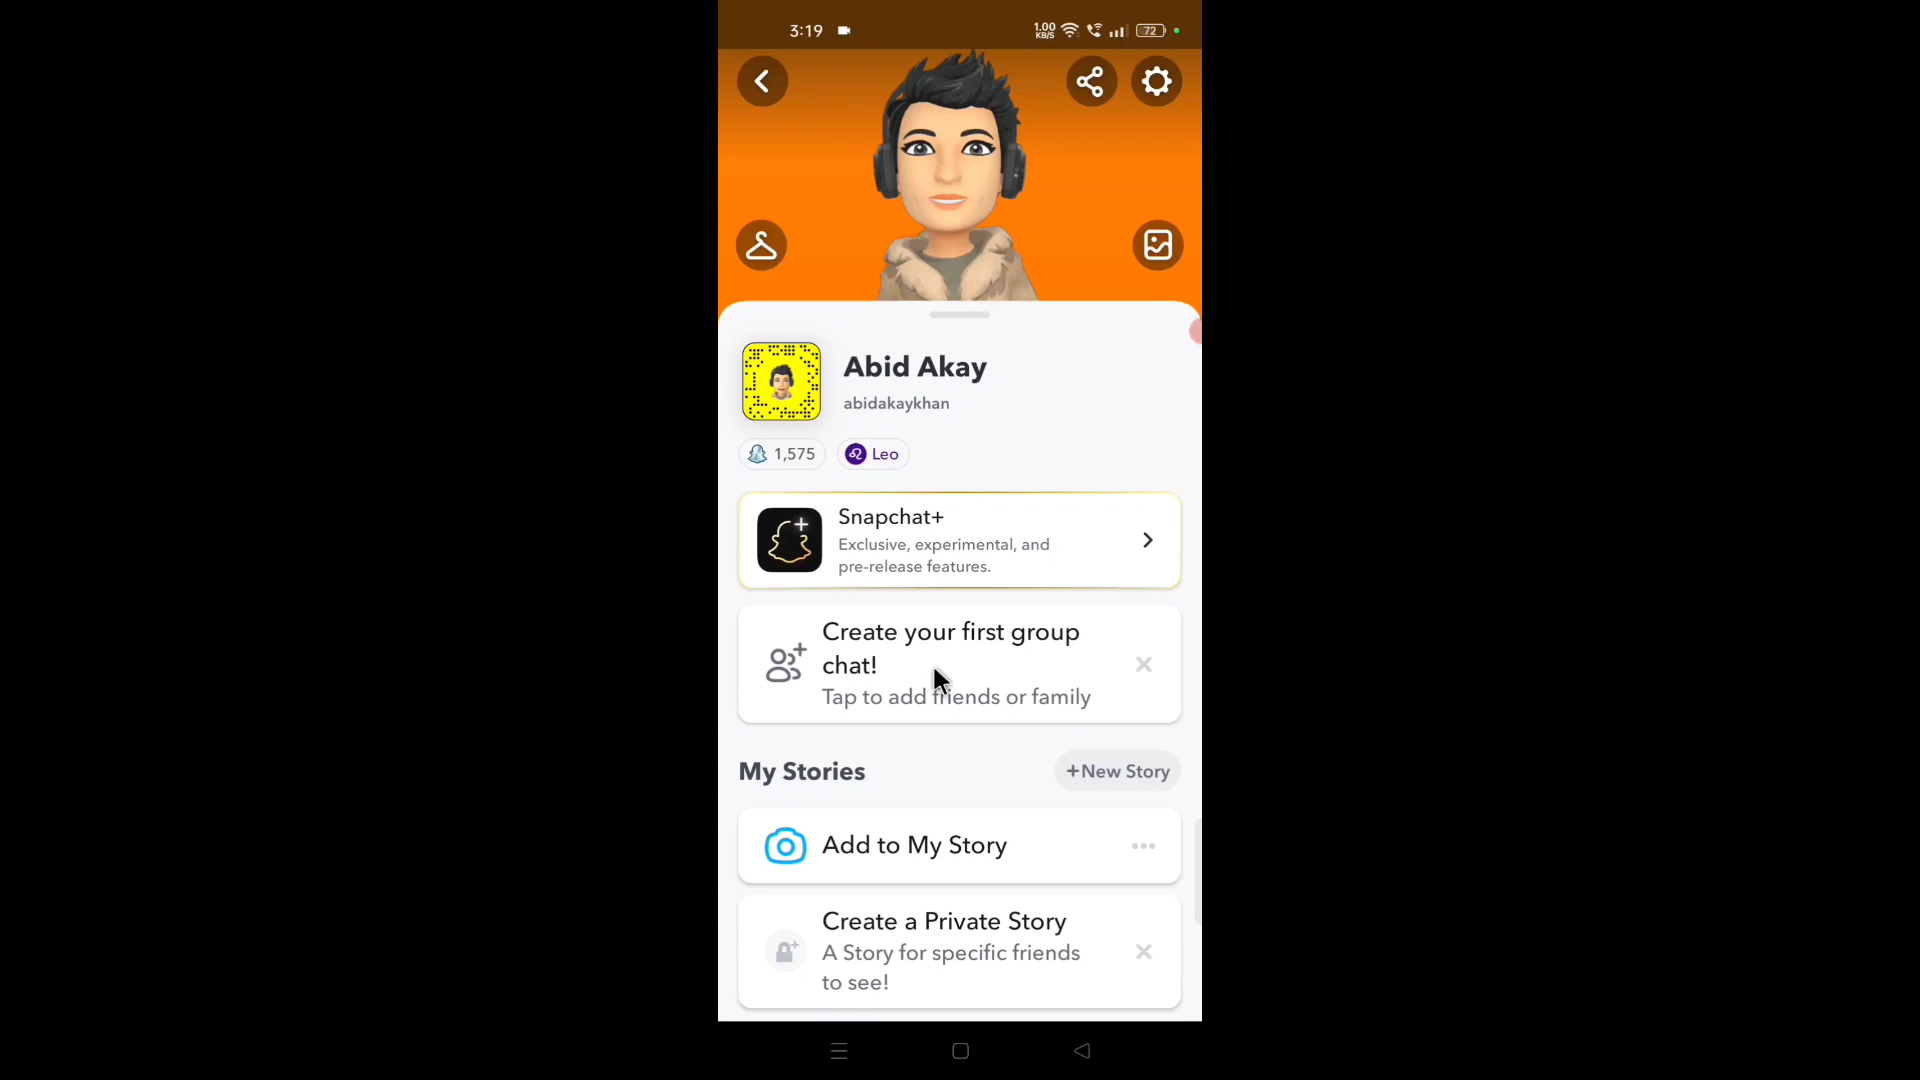 3:19
1.00
KB/S
72
Abid Akay
abidakaykhan
1,575
Leo
Snapchat+
Exclusive, experimental, and
pre-release features.
Create your first group
chat!
Tap to add friends or family
My Stories
+New Story
Add to My Story
Create a Private Story
A Story for specific friends
to see!